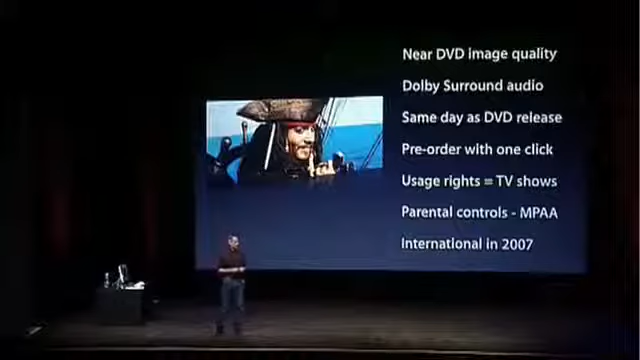 Near DVD image quality
Dolby Surround audio
Same day as DVD release
Pre-order with one click
Usage rights = TV shows
Parental controls - MPAA
International in 2007